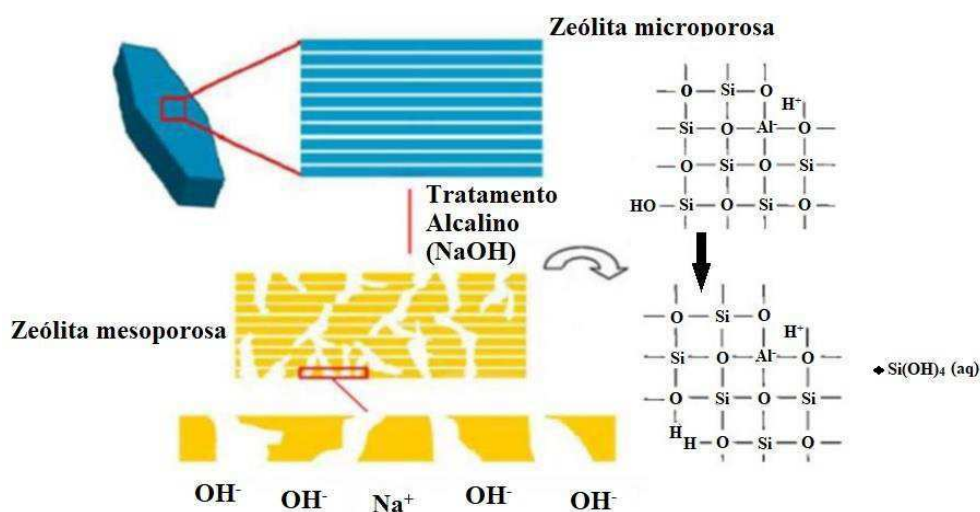 Zeólita microporosa
Si
O Si O H⁺
Si O Al⁻ O
O Si O Si
HO Si O Si O
Tratamento
Alcalino
(NaOH)
Zeólita mesoporosa
O Si O H⁺
Si O Al⁻ O
O Si O Si
H
H O Si O
Si(OH)₄ (aq)
OH⁻ OH⁻ Na⁺ OH⁻ OH⁻